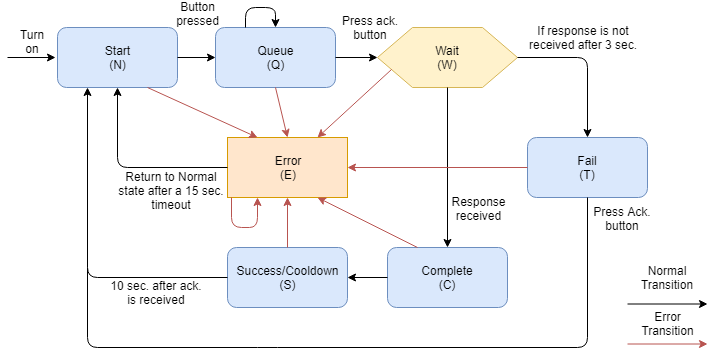 Turn
on
Start
(N)
Button
pressed
Queue
(Q)
Press ack.
button
Wait
(W)
If response is not
received after 3 sec.
Error
(E)
Fail
(T)
Return to Normal
state after a 15 sec.
timeout
Response
received
Press Ack.
button
Success/Cooldown
(S)
Complete
(C)
10 sec. after ack.
is received
Normal
Transition
Error
Transition